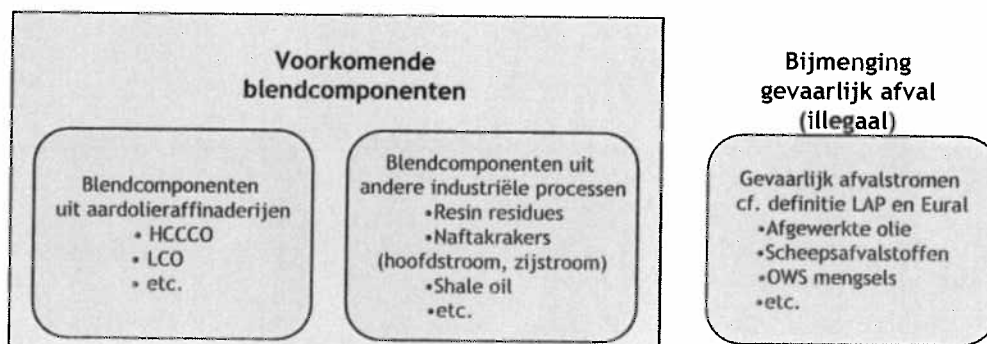 Voorkomende
blendcomponenten
Blendcomponenten
uit aardolieraffinaderijen
• HCCCO
• LCO
• etc.
Blendcomponenten uit
andere industriële processen
•Resin residues
•Naftakrakers
(hoofdstroom, zijstroom)
•Shale oil
•etc.
Bijmenging
gevaarlijk afval
(illegaal)
Gevaarlijk afvalstromen
cf. definitie LAP en Eural
•Afgewerkte olie
•Scheepsafvalstoffen
•OWS mengsels
•etc.